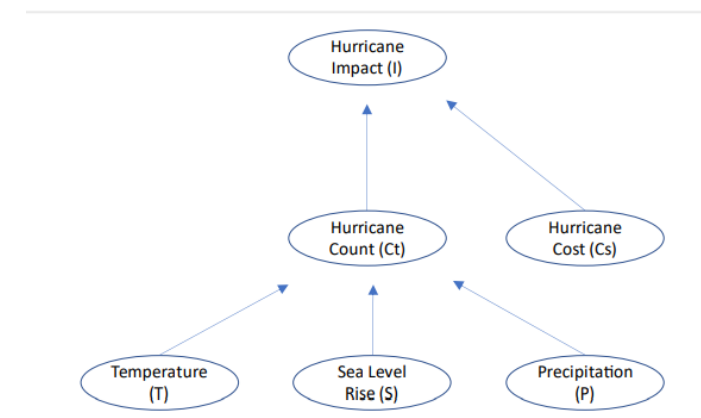 Hurricane
Impact (I)
Hurricane
Count (Ct)
Hurricane
Cost (Cs)
Temperature
(T)
Sea Level
Rise (S)
Precipitation
(P)